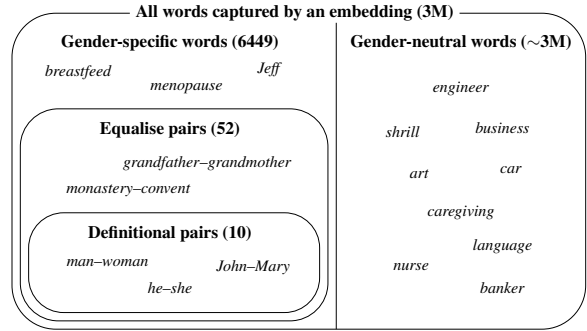 All words captured by an embedding (3M)
Gender-specific words (6449)
breastfeed
Jeff
menopause
Equalise pairs (52)
grandfather–grandmother
monastery–convent
Definitional pairs (10)
man–woman
John–Mary
he–she
Gender-neutral words (∼3M)
engineer
shrill
business
art
car
caregiving
language
nurse
banker